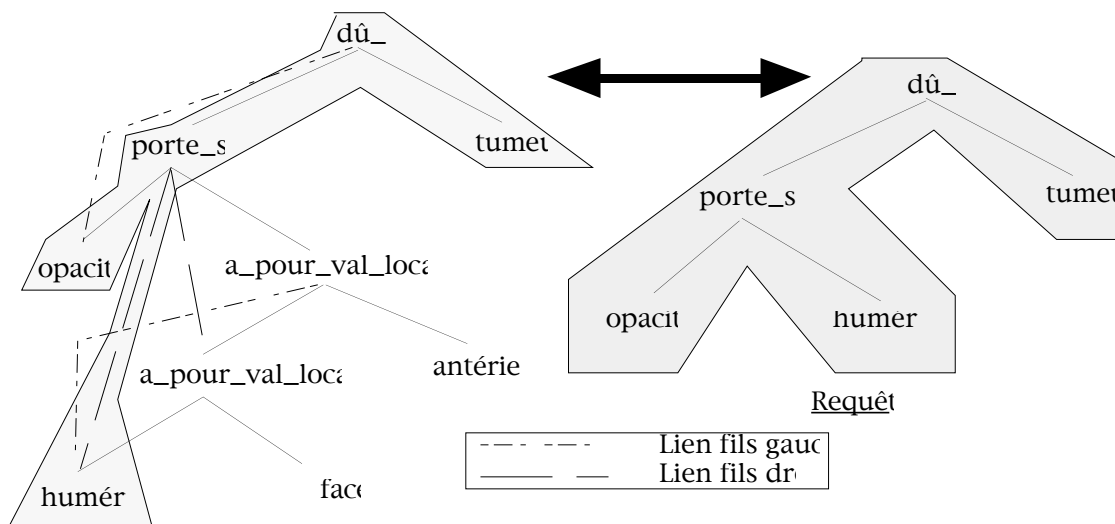 dû_
dû_
porte_s
tumet
porte_s
tumet
opacit
a_pour_val_loca
opacit
humér
a_pour_val_loca
antérie
Requêt
Lien fils gauc
Lien fils dr
humér
face